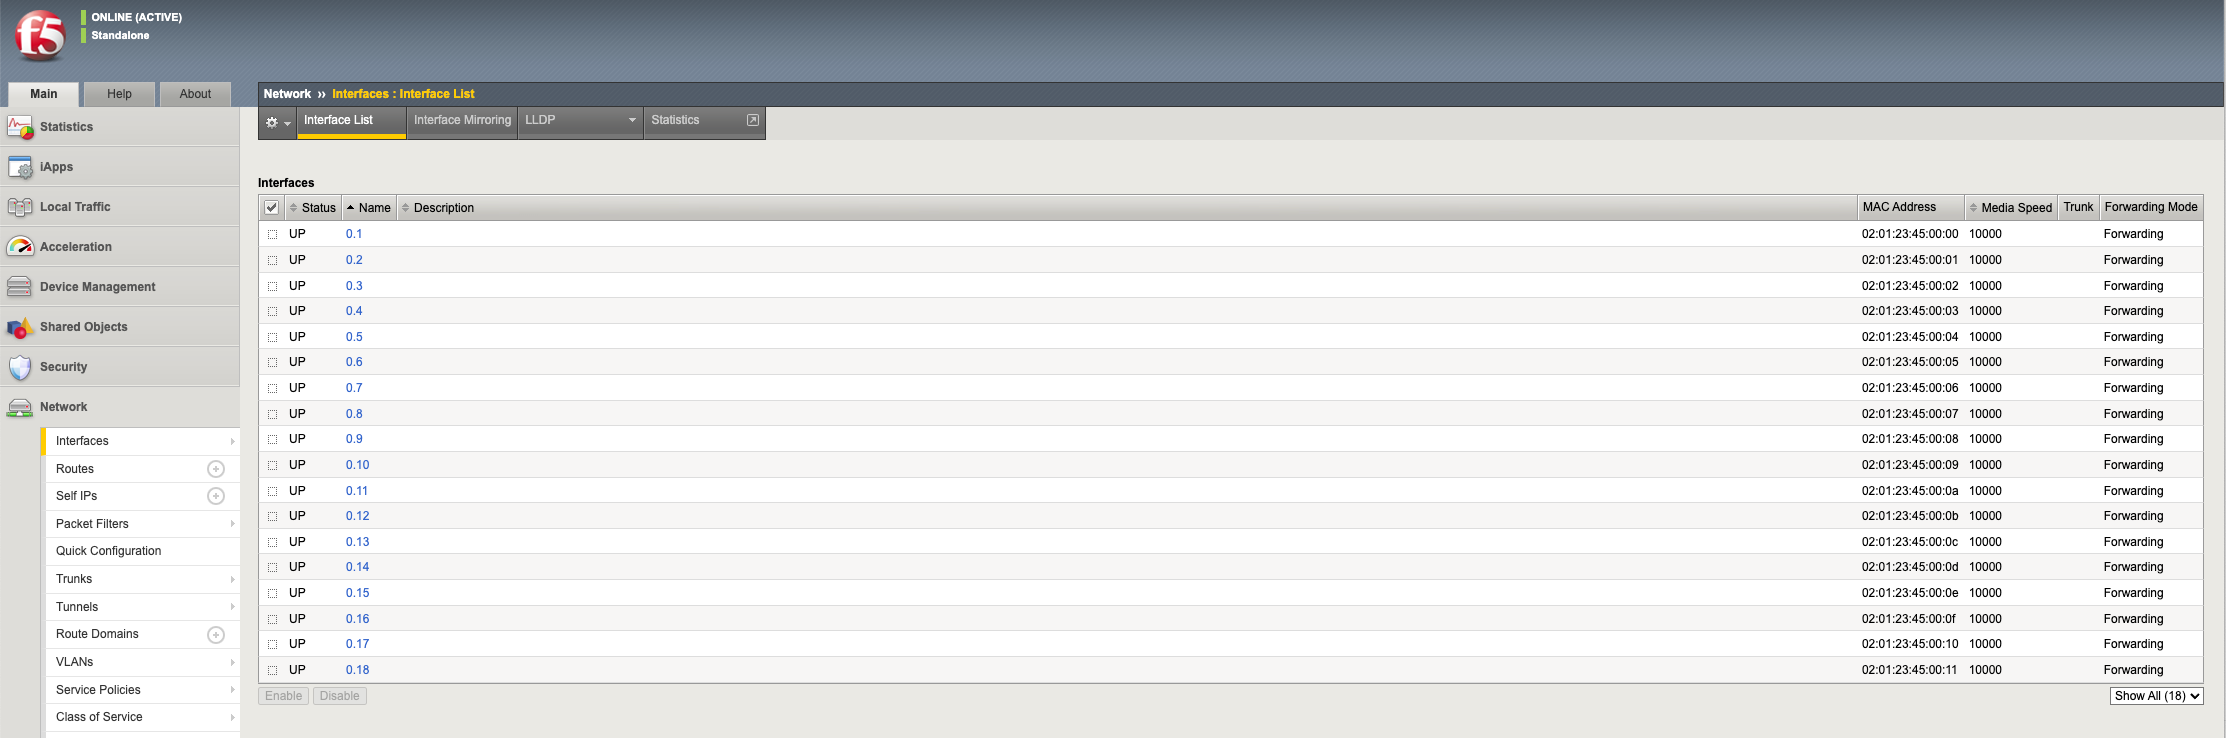 f5
ONLINE (ACTIVE)
Standalone
Main Help About
Network ›› Interfaces : Interface List
Interface List Interface Mirroring LLDP Statistics
Statistics
iApps
Local Traffic
Acceleration
Device Management
Shared Objects
Security
Network
Interfaces
Routes
Self IPs
Packet Filters
Quick Configuration
Trunks
Tunnels
Route Domains
VLANs
Service Policies
Class of Service
Interfaces
Status Name Description MAC Address Media Speed Trunk Forwarding Mode
UP 0.1 02:01:23:45:00:00 10000 Forwarding
UP 0.2 02:01:23:45:00:01 10000 Forwarding
UP 0.3 02:01:23:45:00:02 10000 Forwarding
UP 0.4 02:01:23:45:00:03 10000 Forwarding
UP 0.5 02:01:23:45:00:04 10000 Forwarding
UP 0.6 02:01:23:45:00:05 10000 Forwarding
UP 0.7 02:01:23:45:00:06 10000 Forwarding
UP 0.8 02:01:23:45:00:07 10000 Forwarding
UP 0.9 02:01:23:45:00:08 10000 Forwarding
UP 0.10 02:01:23:45:00:09 10000 Forwarding
UP 0.11 02:01:23:45:00:0a 10000 Forwarding
UP 0.12 02:01:23:45:00:0b 10000 Forwarding
UP 0.13 02:01:23:45:00:0c 10000 Forwarding
UP 0.14 02:01:23:45:00:0d 10000 Forwarding
UP 0.15 02:01:23:45:00:0e 10000 Forwarding
UP 0.16 02:01:23:45:00:0f 10000 Forwarding
UP 0.17 02:01:23:45:00:10 10000 Forwarding
UP 0.18 02:01:23:45:00:11 10000 Forwarding
Enable Disable Show All (18)